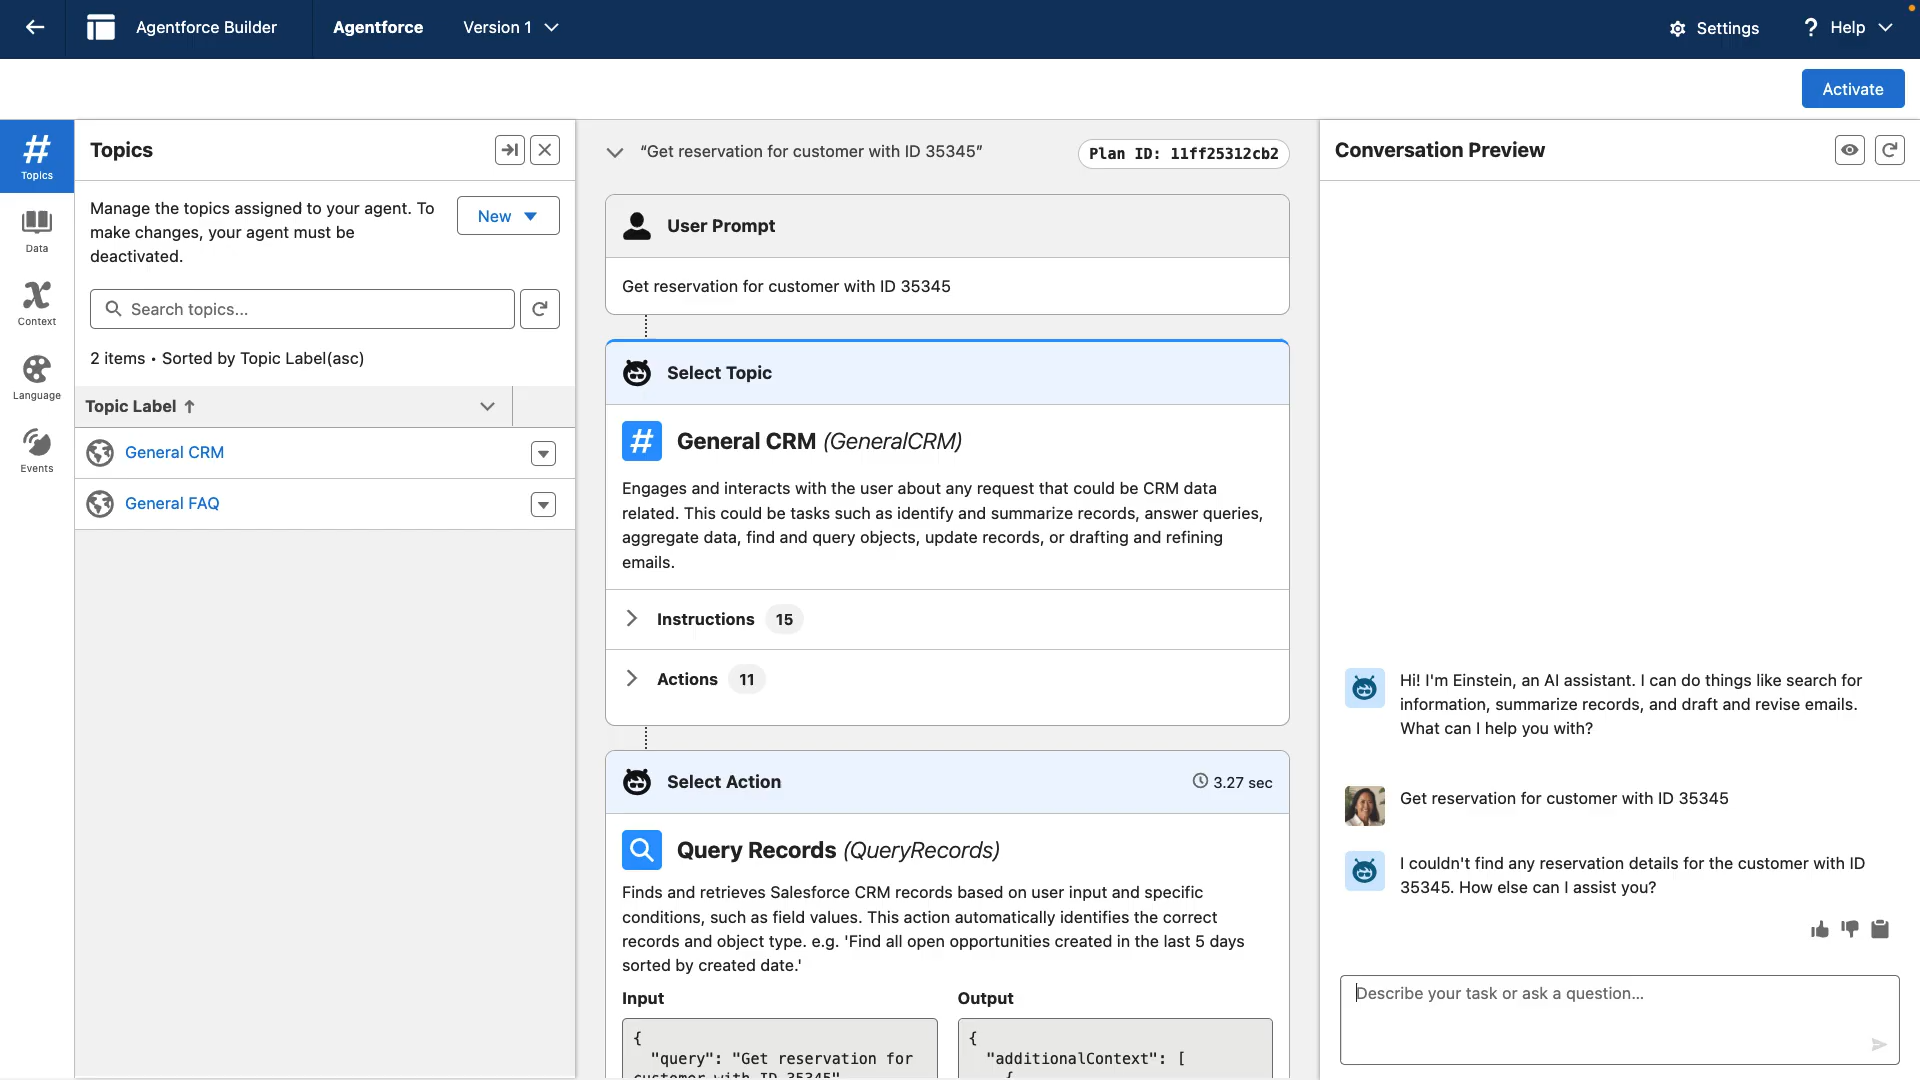 Agentforce Builder
Agentforce
Version 1
Settings
? Help
Activate
# Topics
Data
Context
Language
Events
Topics
Manage the topics assigned to your agent. To
make changes, your agent must be
deactivated.
New
Search topics...
2 items • Sorted by Topic Label(asc)
Topic Label ↑
General CRM
General FAQ
“Get reservation for customer with ID 35345”
Plan ID: 11ff25312cb2
User Prompt
Get reservation for customer with ID 35345
Select Topic
# General CRM (GeneralCRM)
Engages and interacts with the user about any request that could be CRM data
related. This could be tasks such as identify and summarize records, answer queries,
aggregate data, find and query objects, update records, or drafting and refining
emails.
Instructions 15
Actions 11
Select Action
3.27 sec
Query Records (QueryRecords)
Finds and retrieves Salesforce CRM records based on user input and specific
conditions, such as field values. This action automatically identifies the correct
records and object type. e.g. 'Find all open opportunities created in the last 5 days
sorted by created date.'
Input
{
"query": "Get reservation for
customer with ID 35345"
Output
{
"additionalContext": [
{
Conversation Preview
Hi! I'm Einstein, an AI assistant. I can do things like search for
information, summarize records, and draft and revise emails.
What can I help you with?
Get reservation for customer with ID 35345
I couldn't find any reservation details for the customer with ID
35345. How else can I assist you?
Describe your task or ask a question...